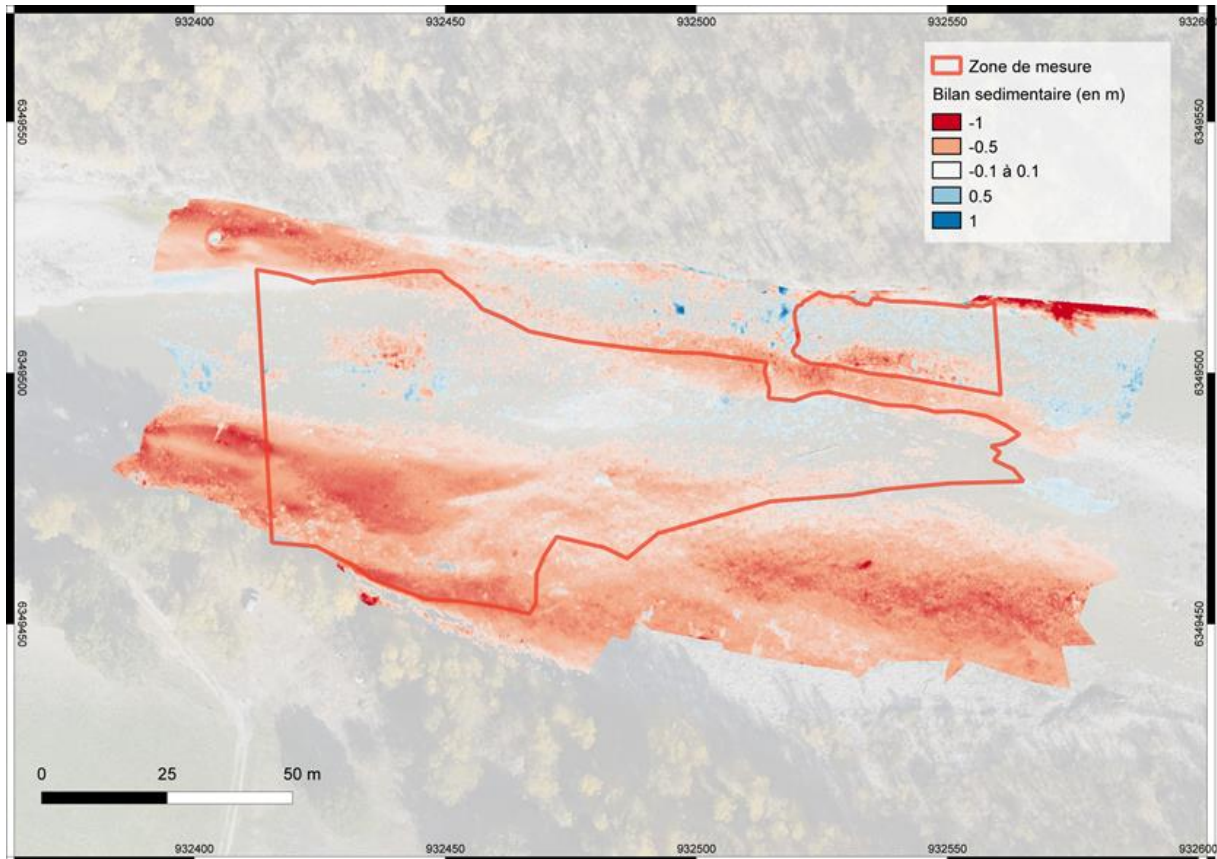 932400 932450 932500 932550 932600
Zone de mesure
Bilan sedimentaire (en m)
-1
-0.5
-0.1 à 0.1
0.5
1
6349550 6349550
6349500 6349500
6349450 6349450
0 25 50 m
932400 932450 932500 932550 932600